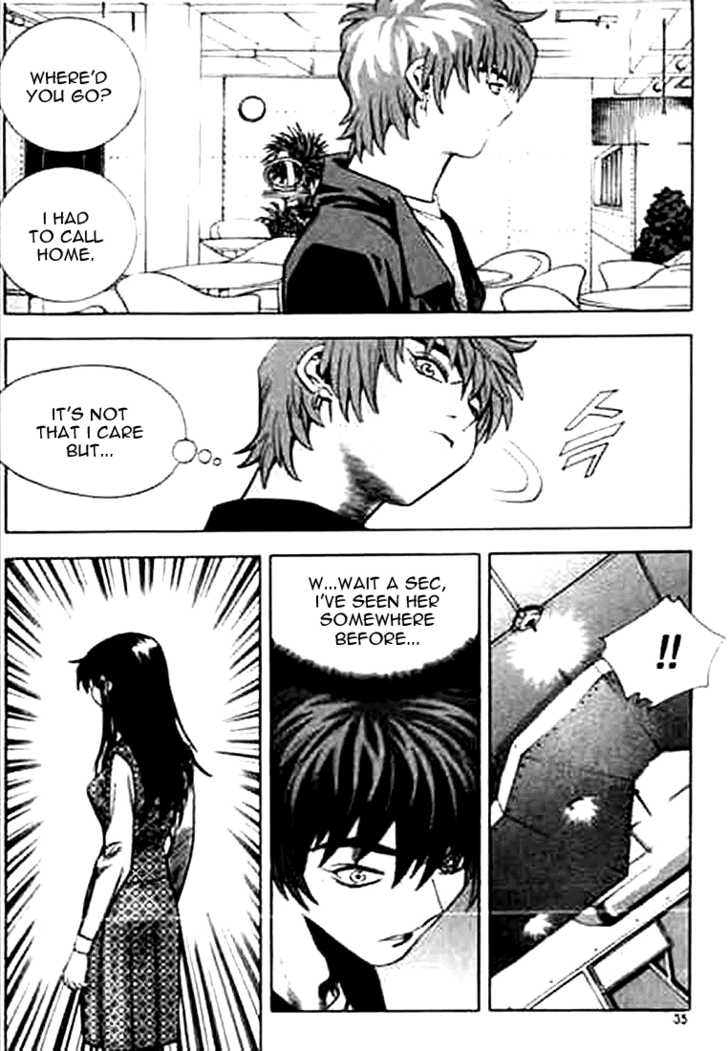 WHERE'D
YOU GO?
I HAD
TO CALL
HOME.
IT'S NOT
THAT I CARE
BUT...
W...WAIT A SEC,
I'VE SEEN HER
SOMEWHERE
BEFORE...
!!
35